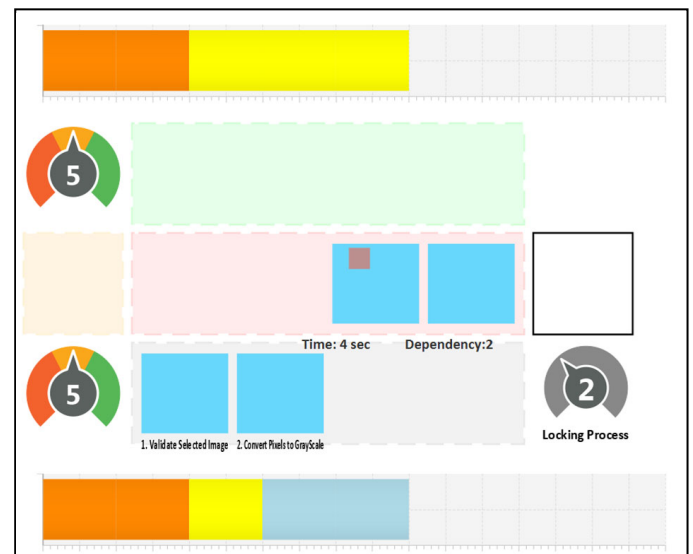 5
Time: 4 sec Dependency:2
5
2
1. Validate Selected Image 2. Convert Pixels to GrayScale
Locking Process